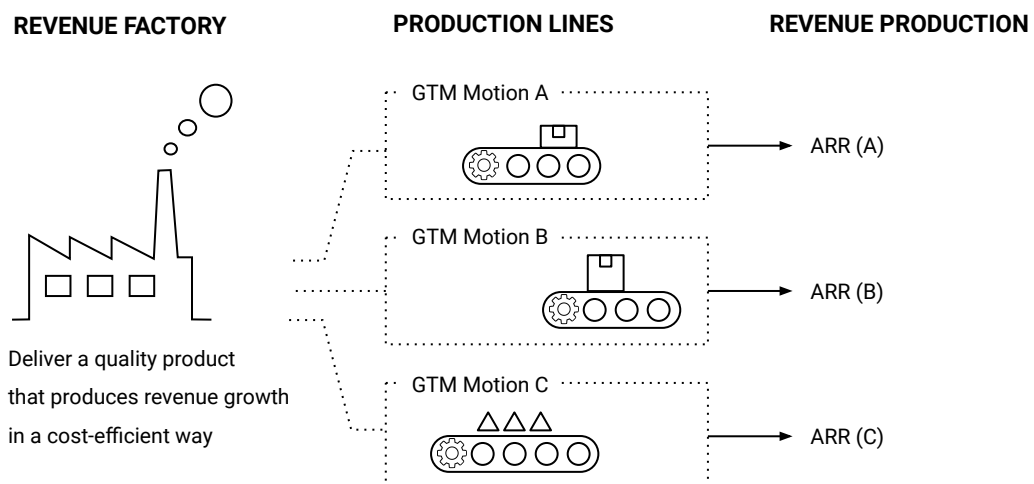 REVENUE FACTORY
PRODUCTION LINES
REVENUE PRODUCTION
GTM Motion A
ARR (A)
GTM Motion B
ARR (B)
Deliver a quality product
that produces revenue growth
in a cost-efficient way
GTM Motion C
ARR (C)